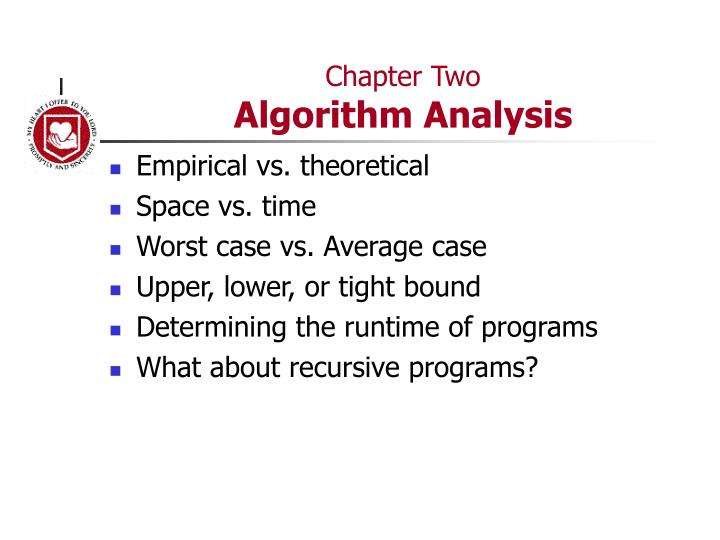 Chapter Two
Algorithm Analysis
MY HEART I OFFER TO YOU LORD
PROMPTLY AND SINCERELY
Empirical vs. theoretical
Space vs. time
Worst case vs. Average case
Upper, lower, or tight bound
Determining the runtime of programs
What about recursive programs?